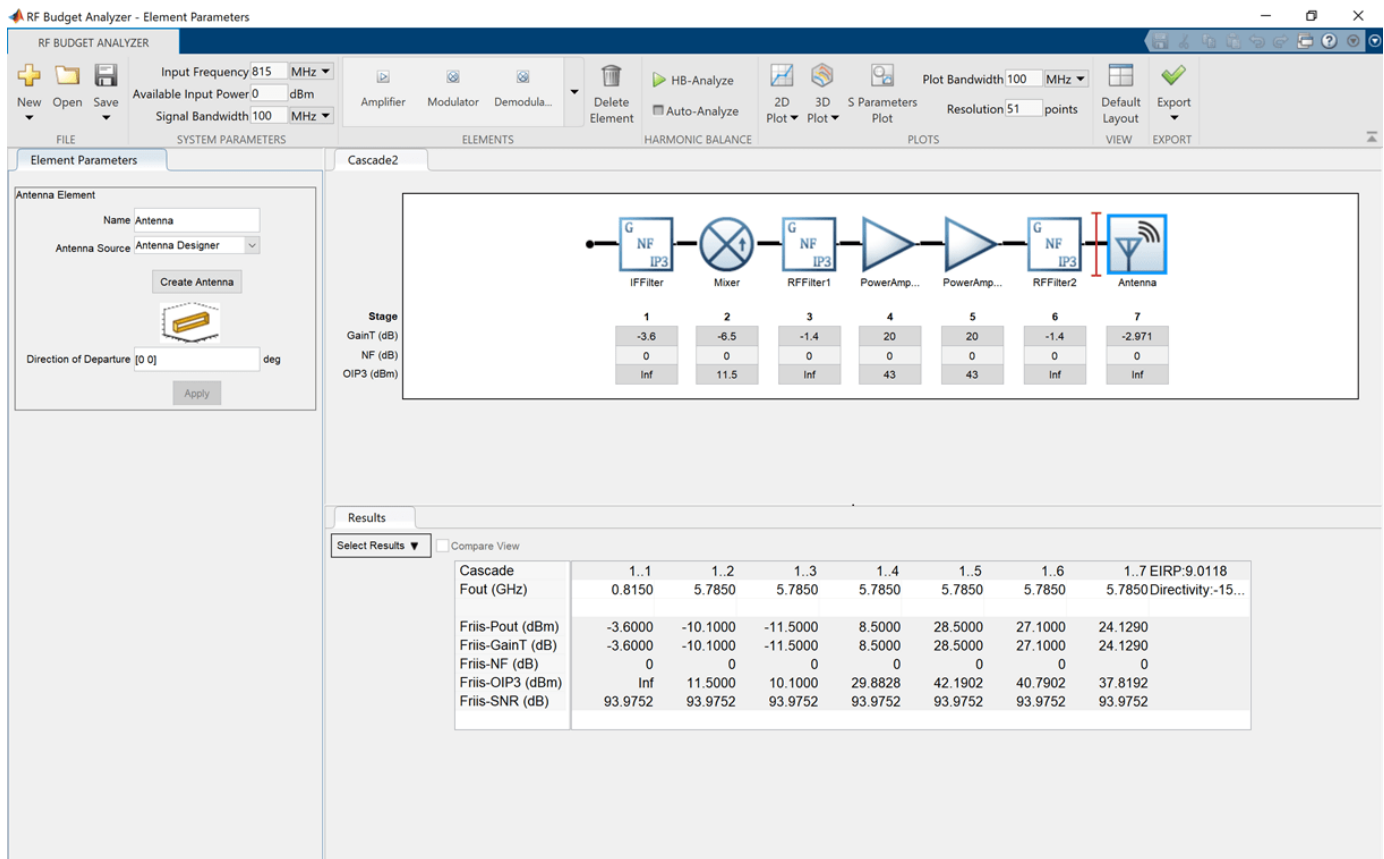 RF Budget Analyzer - Element Parameters
RF BUDGET ANALYZER
New Open Save
FILE
Input Frequency 815 MHz
Available Input Power 0 dBm
Signal Bandwidth 100 MHz
SYSTEM PARAMETERS
Amplifier Modulator Demodula...
ELEMENTS
Delete
Element
HB-Analyze
Auto-Analyze
HARMONIC BALANCE
2D
Plot
3D
Plot
S Parameters
Plot
Plot Bandwidth 100 MHz
Resolution 51 points
PLOTS
Default
Layout
VIEW
Export
EXPORT
Element Parameters
Antenna Element
Name Antenna
Antenna Source Antenna Designer
Create Antenna
Direction of Departure [0 0] deg
Apply
Cascade2
G NF IP3 G NF IP3 G NF IP3
IFFilter Mixer RFFilter1 PowerAmp... PowerAmp... RFFilter2 Antenna
Stage 1 2 3 4 5 6 7
GainT (dB) -3.6 -6.5 -1.4 20 20 -1.4 -2.971
NF (dB) 0 0 0 0 0 0 0
OIP3 (dBm) Inf 11.5 Inf 43 43 Inf Inf
Results
Select Results ▼ Compare View
Cascade 1..1 1..2 1..3 1..4 1..5 1..6 1..7 EIRP:9.0118
Fout (GHz) 0.8150 5.7850 5.7850 5.7850 5.7850 5.7850 5.7850 Directivity:-15...
Friis-Pout (dBm) -3.6000 -10.1000 -11.5000 8.5000 28.5000 27.1000 24.1290
Friis-GainT (dB) -3.6000 -10.1000 -11.5000 8.5000 28.5000 27.1000 24.1290
Friis-NF (dB) 0 0 0 0 0 0 0
Friis-OIP3 (dBm) Inf 11.5000 10.1000 29.8828 42.1902 40.7902 37.8192
Friis-SNR (dB) 93.9752 93.9752 93.9752 93.9752 93.9752 93.9752 93.9752